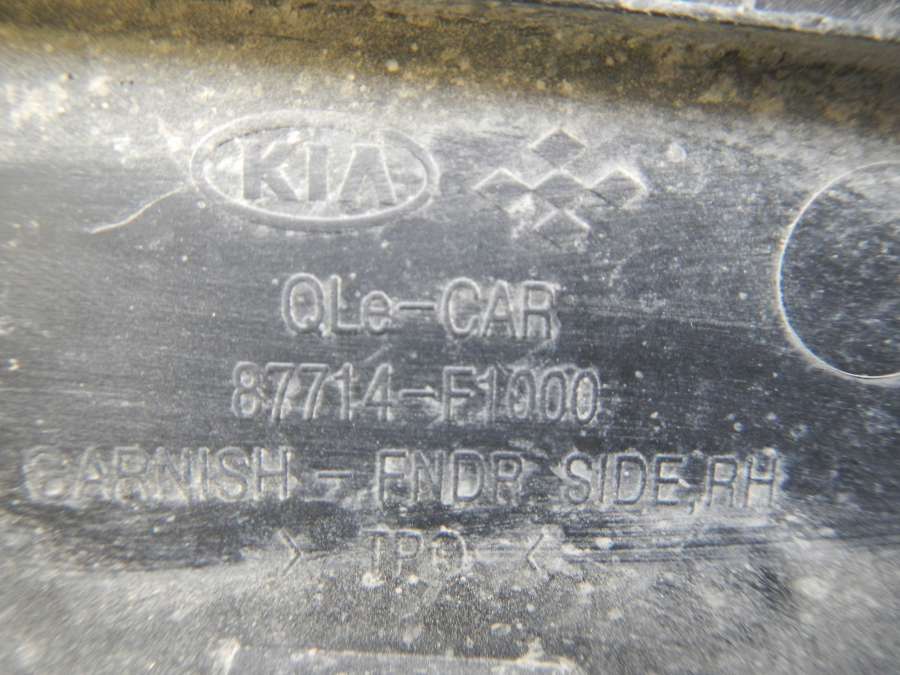 KIA
QLe-CAR
87714-F1000
GARNISH - FNDR SIDE,RH
> TPO <